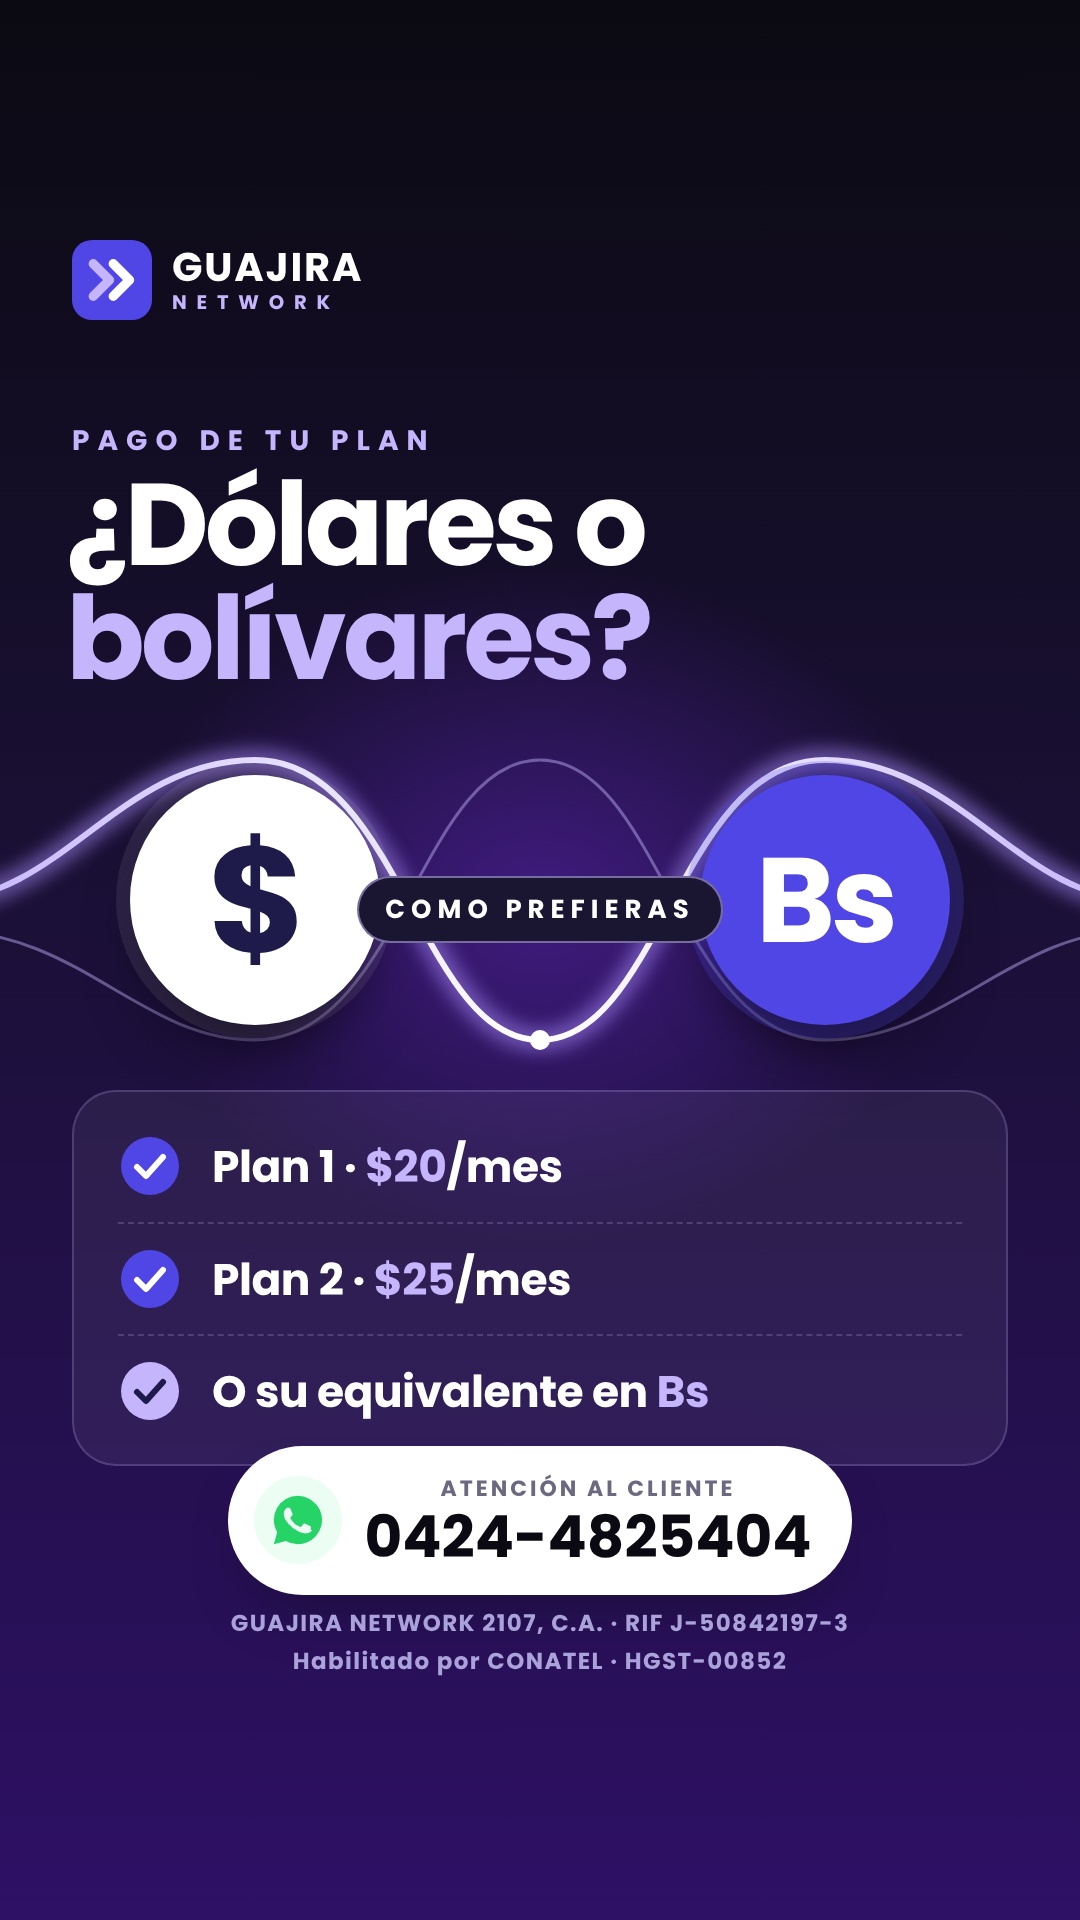 GUAJIRA
NETWORK
PAGO DE TU PLAN
¿Dólares o
bolívares?
$
COMO PREFIERAS
Bs
Plan 1 · $20/mes
Plan 2 · $25/mes
O su equivalente en Bs
ATENCIÓN AL CLIENTE
0424-4825404
GUAJIRA NETWORK 2107, C.A. · RIF J-50842197-3
Habilitado por CONATEL · HGST-00852